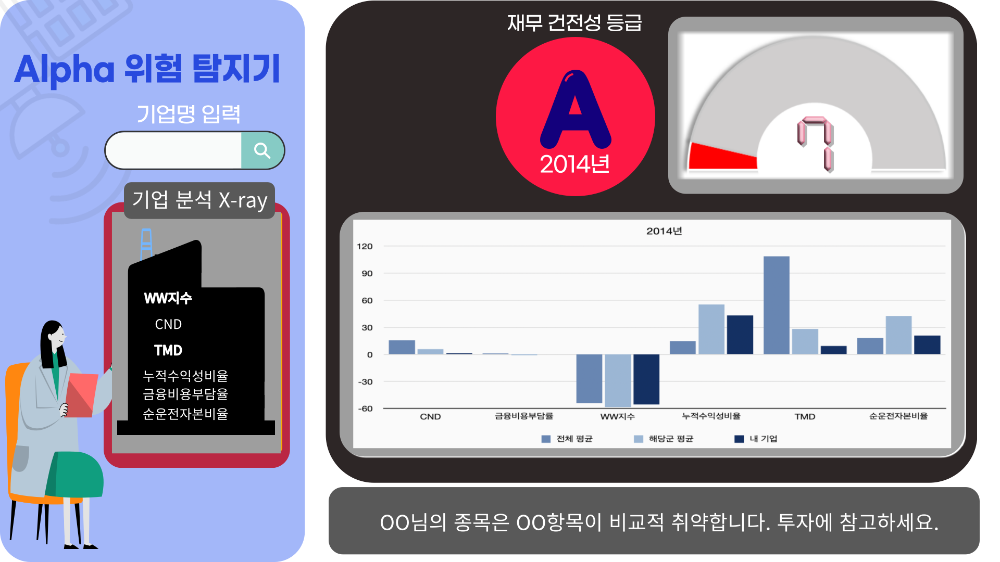 Alpha 위험 탐지기
기업명 입력
기업 분석 X-ray
WW지수
CND
TMD
누적수익성비율
금융비용부담율
순운전자본비율
재무 건전성 등급
A
2014년
7
2014년
120
90
60
30
0
-30
-60
CND
금융비용부담률
WW지수
누적수익성비율
TMD
순운전자본비율
전체 평균
해당군 평균
내 기업
OO님의 종목은 OO항목이 비교적 취약합니다. 투자에 참고하세요.